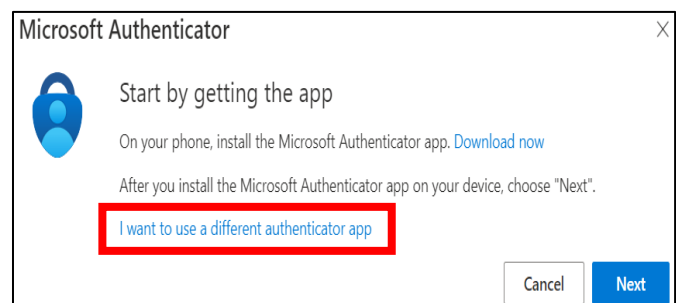 Microsoft Authenticator
Start by getting the app
On your phone, install the Microsoft Authenticator app. Download now
After you install the Microsoft Authenticator app on your device, choose "Next".
I want to use a different authenticator app
Cancel Next